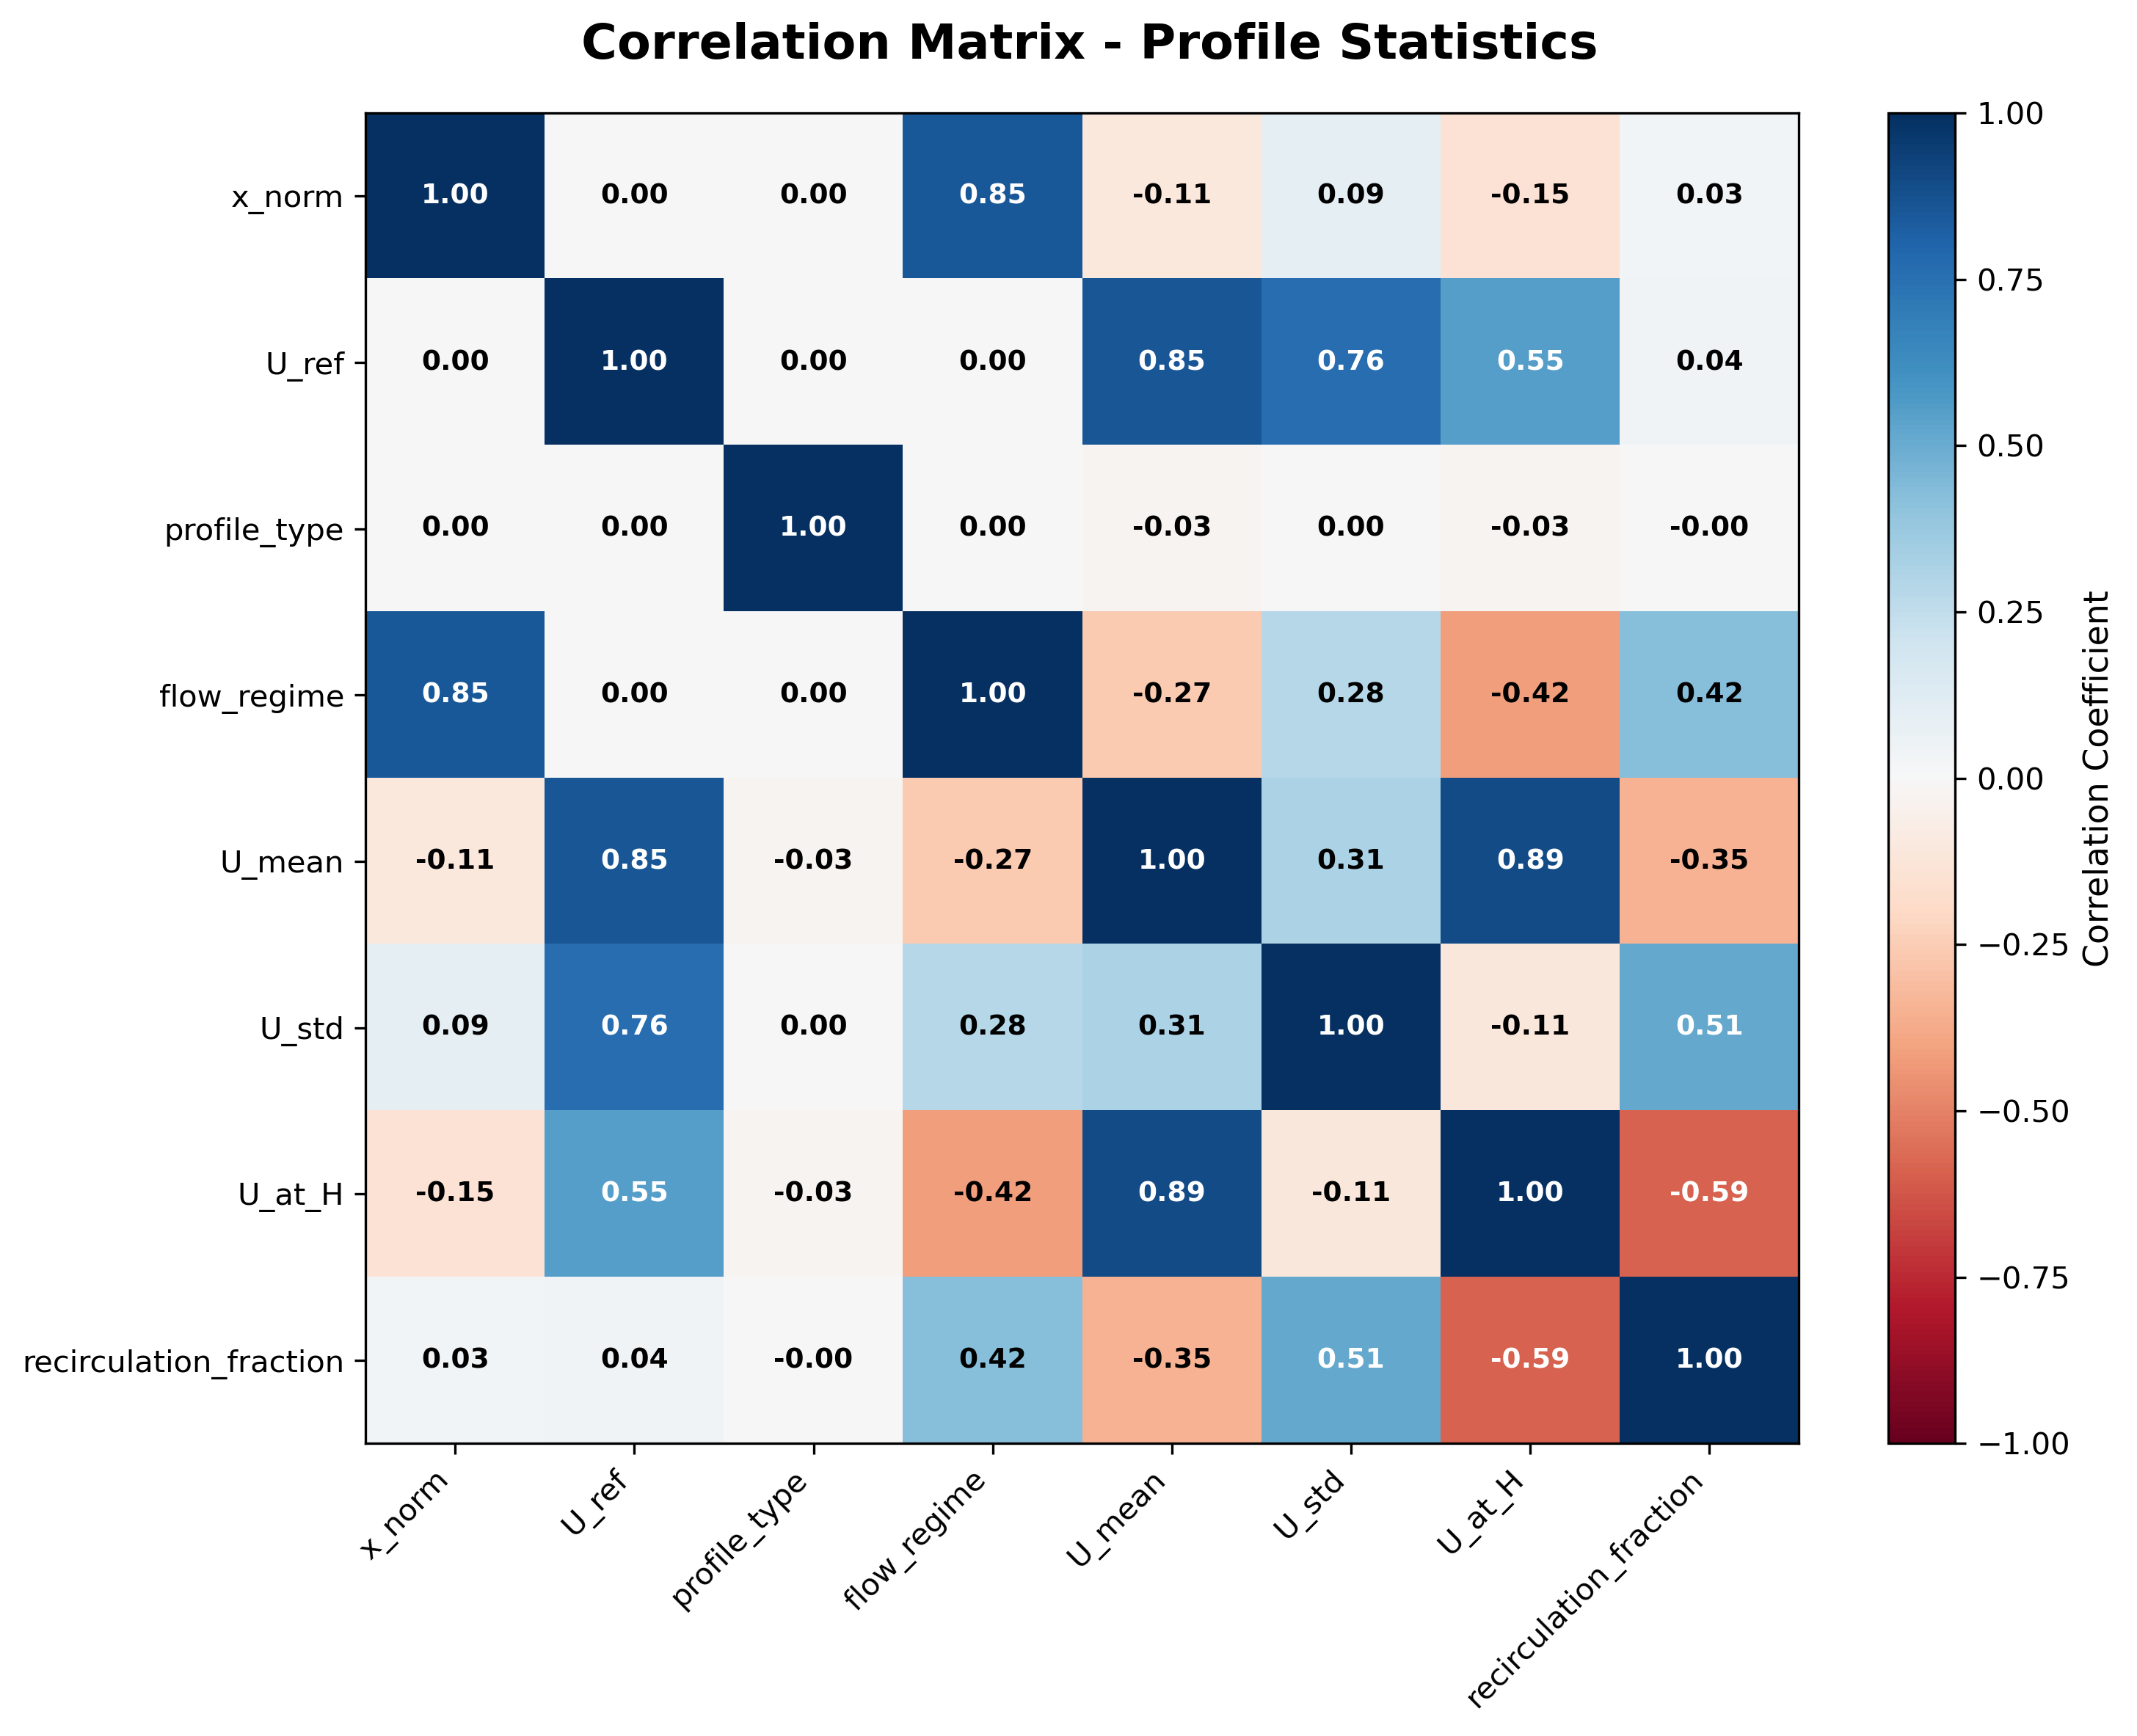 Correlation Matrix - Profile Statistics
x_norm 1.00 0.00 0.00 0.85 -0.11 0.09 -0.15 0.03
U_ref 0.00 1.00 0.00 0.00 0.85 0.76 0.55 0.04
profile_type 0.00 0.00 1.00 0.00 -0.03 0.00 -0.03 -0.00
flow_regime 0.85 0.00 0.00 1.00 -0.27 0.28 -0.42 0.42
U_mean -0.11 0.85 -0.03 -0.27 1.00 0.31 0.89 -0.35
U_std 0.09 0.76 0.00 0.28 0.31 1.00 -0.11 0.51
U_at_H -0.15 0.55 -0.03 -0.42 0.89 -0.11 1.00 -0.59
recirculation_fraction 0.03 0.04 -0.00 0.42 -0.35 0.51 -0.59 1.00
x_norm U_ref profile_type flow_regime U_mean U_std U_at_H recirculation_fraction
1.00
0.75
0.50
0.25
0.00
−0.25
−0.50
−0.75
−1.00
Correlation Coefficient